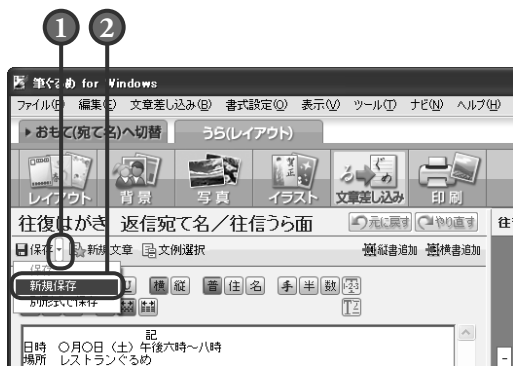 1 2
筆ぐるめ for Windows
ファイル(F) 編集(E) 文章差し込み(B) 書式設定(O) 表示(V) ツール(T) ナビ(N) ヘルプ(H)
おもて(宛て名)へ切替 うら(レイアウト)
レイアウト 背景 写真 イラスト 文章差し込み 印刷
往復はがき 返信宛て名/往信うら面 元に戻す やり直す 往
保存 新規文章 文例選択 縦書追加 横書追加
保存
新規保存 U 横 縦 普 住 名 手 半 数
別形式で保存
記
日時 ○月○日(土)午後六時~八時
場所 レストランぐるめ